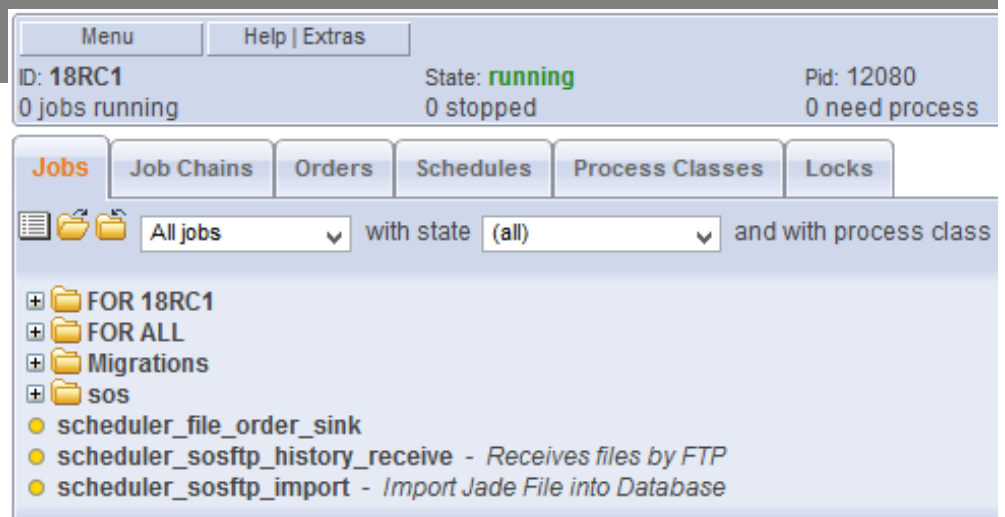 Menu Help | Extras
ID: 18RC1 State: running Pid: 12080
0 jobs running 0 stopped 0 need process
Jobs Job Chains Orders Schedules Process Classes Locks
All jobs with state (all) and with process class
FOR 18RC1
FOR ALL
Migrations
sos
scheduler_file_order_sink
scheduler_sosftp_history_receive - Receives files by FTP
scheduler_sosftp_import - Import Jade File into Database